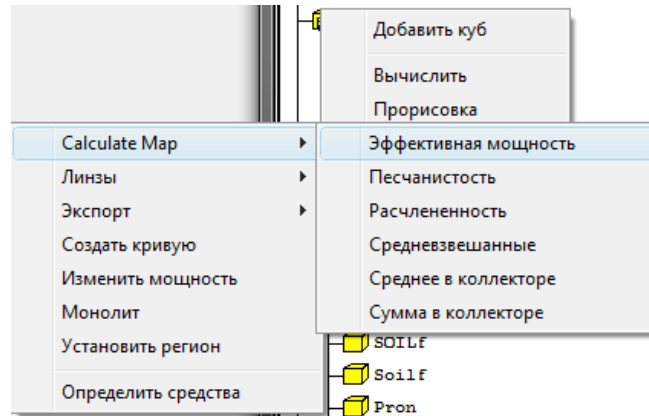 Добавить куб
Вычислить
Прорисовка
Calculate Map
Линзы
Экспорт
Создать кривую
Изменить мощность
Монолит
Установить регион
Определить средства
Эффективная мощность
Песчанистость
Расчлененность
Средневзвешанные
Среднее в коллекторе
Сумма в коллекторе
SOILf
Soilf
Pron